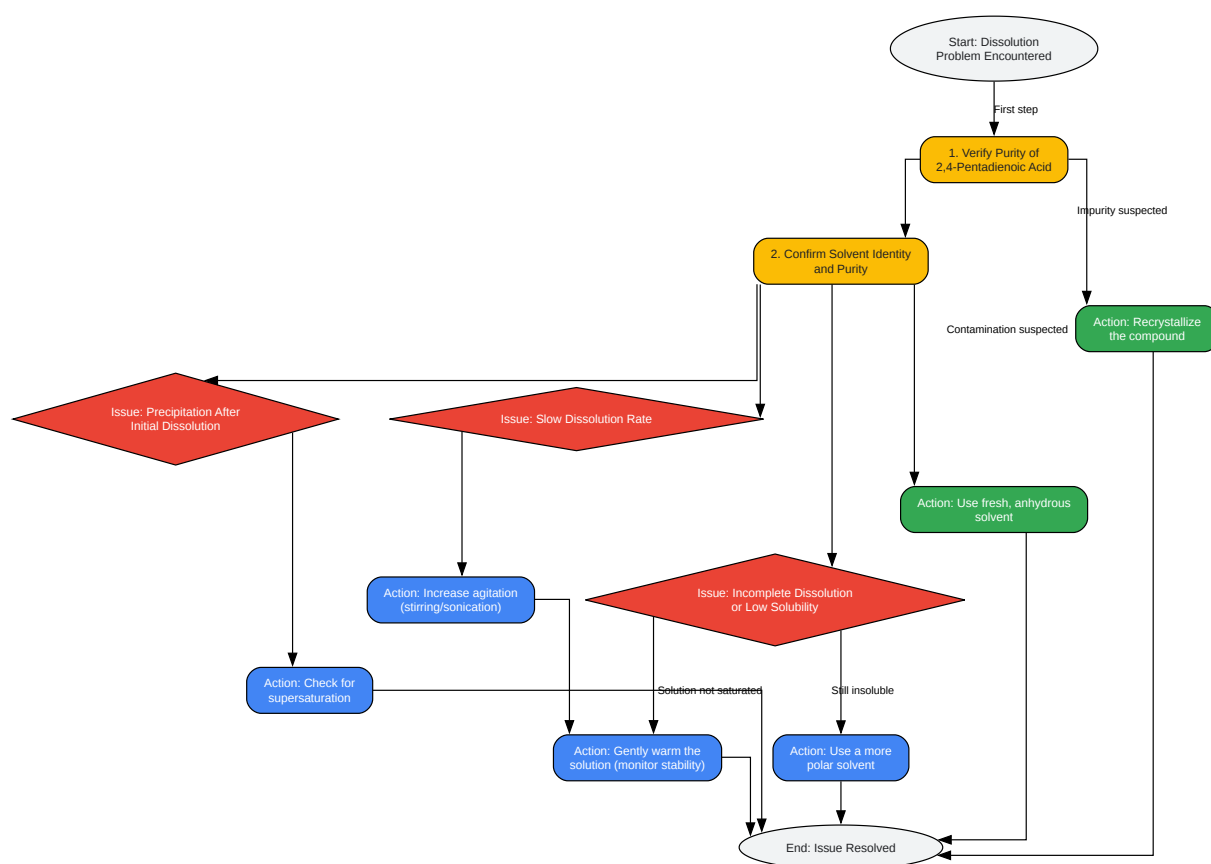 Start: Dissolution
Problem Encountered
First step
1. Verify Purity of
2,4-Pentadienoic Acid
Impurity suspected
2. Confirm Solvent Identity
and Purity
Contamination suspected
Action: Recrystallize
the compound
Issue: Precipitation After
Initial Dissolution
Issue: Slow Dissolution Rate
Action: Use fresh, anhydrous
solvent
Action: Increase agitation
(stirring/sonication)
Issue: Incomplete Dissolution
or Low Solubility
Action: Check for
supersaturation
Solution not saturated
Still insoluble
Action: Gently warm the
solution (monitor stability)
Action: Use a more
polar solvent
End: Issue Resolved